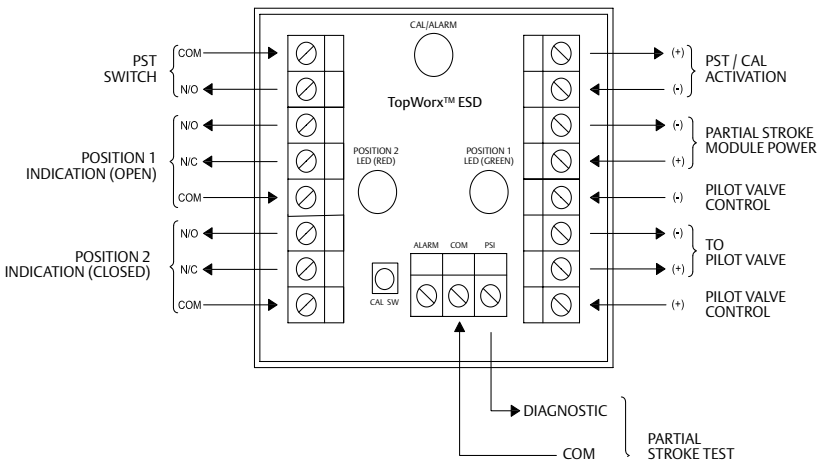 CAL/ALARM
TopWorx™ ESD
POSITION 2
LED (RED)
POSITION 1
LED (GREEN)
ALARM COM PSI
CAL SW
PST
SWITCH
COM
N/O
POSITION 1
INDICATION (OPEN)
N/O
N/C
COM
POSITION 2
INDICATION (CLOSED)
N/O
N/C
COM
(+)
(-)
PST / CAL
ACTIVATION
(-)
(+)
PARTIAL STROKE
MODULE POWER
(-)
PILOT VALVE
CONTROL
(-)
(+)
TO
PILOT VALVE
(+)
PILOT VALVE
CONTROL
DIAGNOSTIC
COM
PARTIAL
STROKE TEST